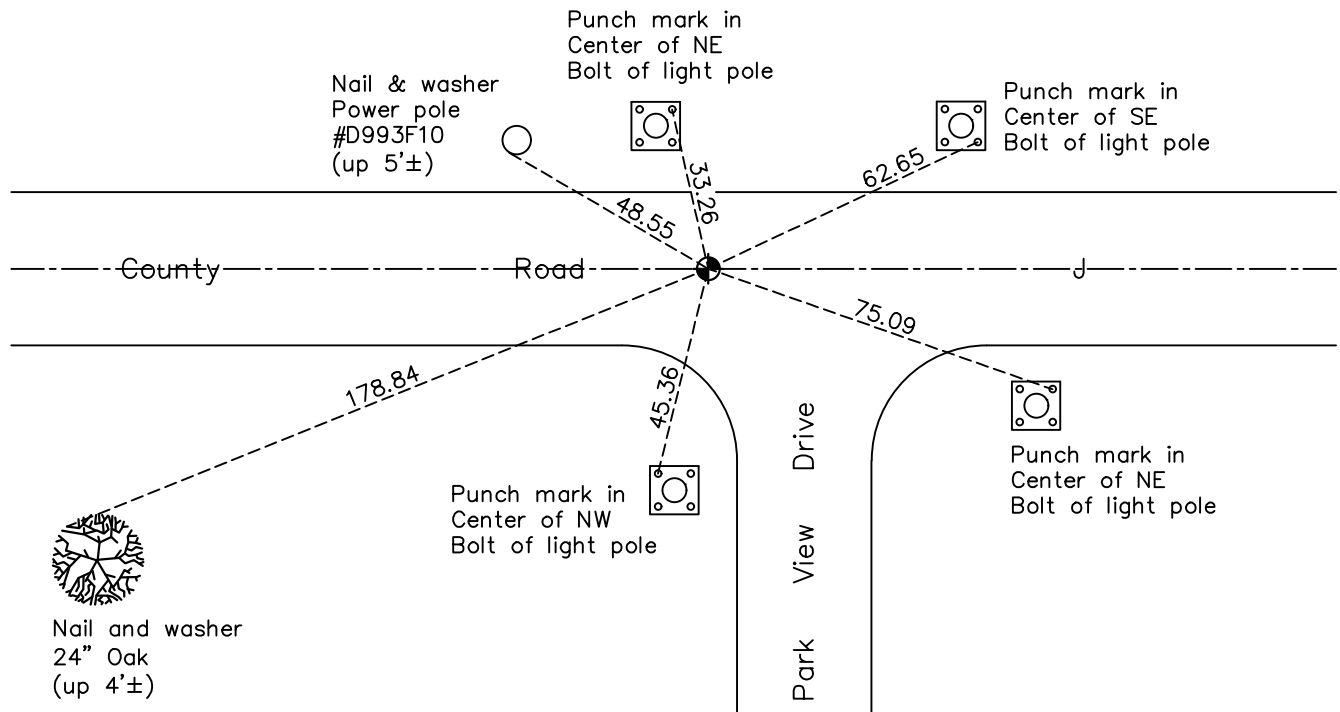 Punch mark in
Center of NE
Bolt of light pole
Nail & washer
Power pole
#D993F10
(up 5'±)
Punch mark in
Center of SE
Bolt of light pole
33.26
62.65
48.55
County Road J
75.09
178.84
45.36
Park View Drive
Punch mark in
Center of NE
Bolt of light pole
Punch mark in
Center of NW
Bolt of light pole
Nail and washer
24” Oak
(up 4'±)